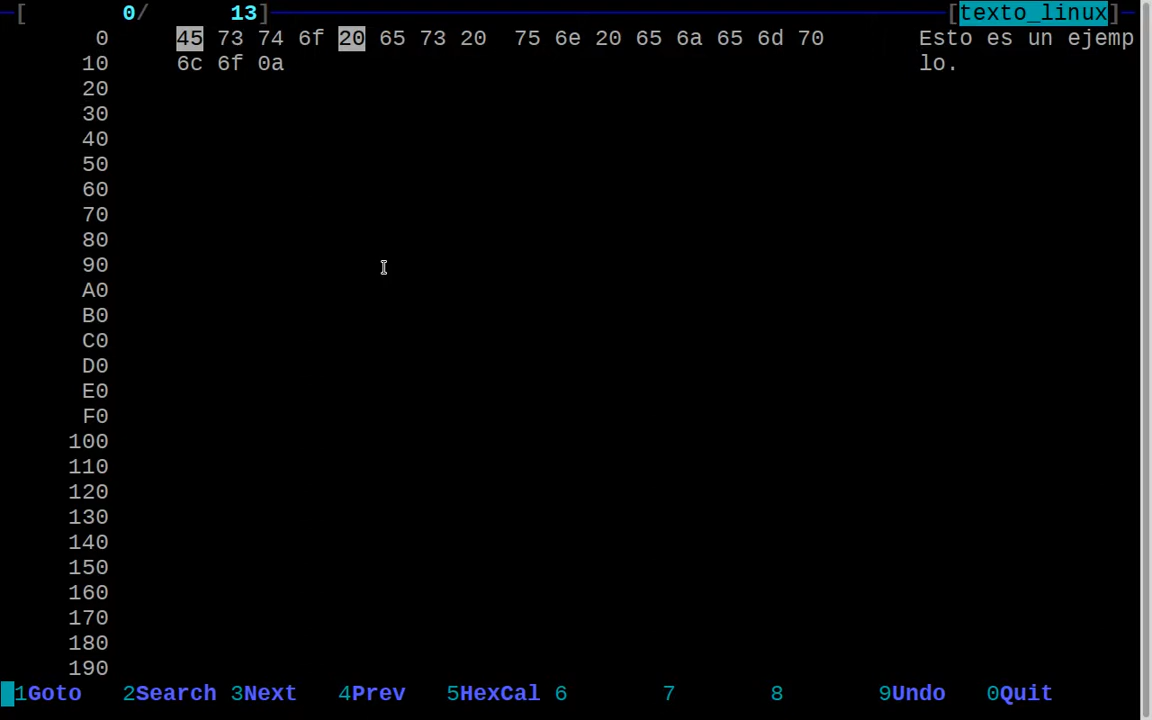 [ 0/ 13] [texto_linux]
0 45 73 74 6f 20 65 73 20 75 6e 20 65 6a 65 6d 70 Esto es un ejemp
10 6c 6f 0a lo.
20
30
40
50
60
70
80
90
A0
B0
C0
D0
E0
F0
100
110
120
130
140
150
160
170
180
190
1Goto 2Search 3Next 4Prev 5HexCal 6 7 8 9Undo 0Quit